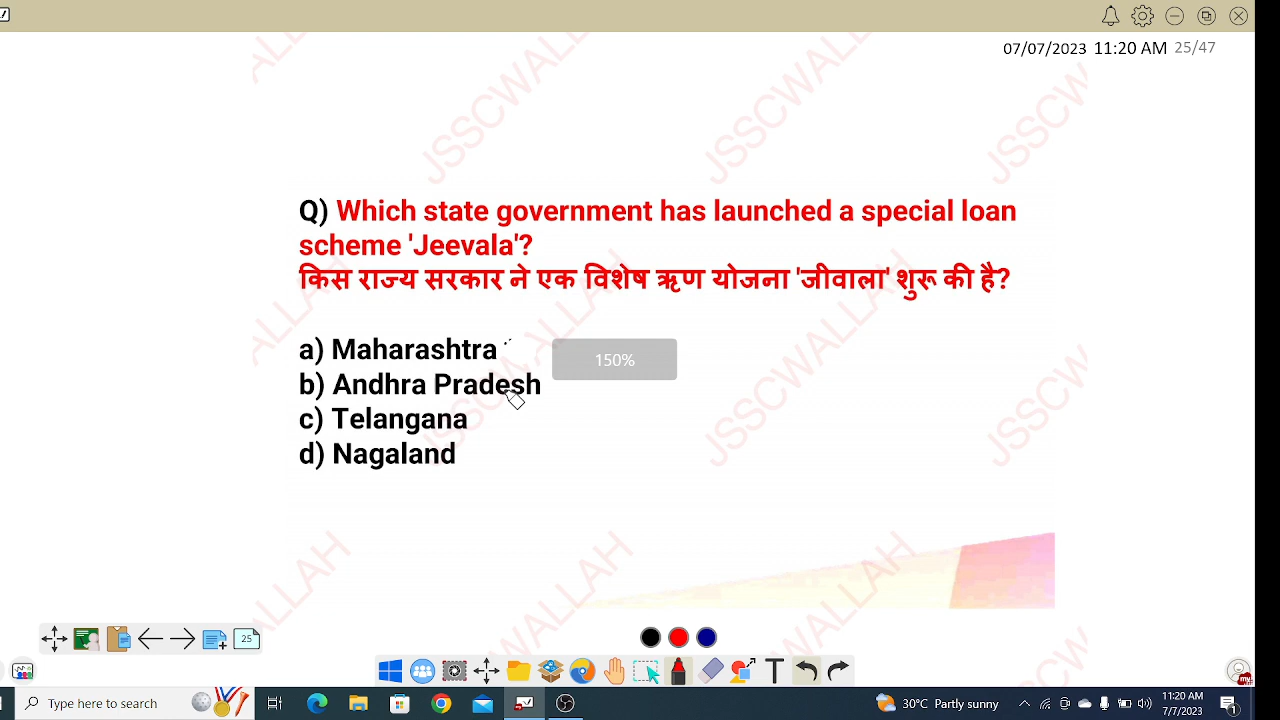 07/07/2023 11:20 AM 25/47
JSSCWALLAH
Q) Which state government has launched a special loan
scheme 'Jeevala'?
किस राज्य सरकार ने एक विशेष ऋण योजना 'जीवाला' शुरू की है?
a) Maharashtra
150%
b) Andhra Pradesh
c) Telangana
d) Nagaland
25
Type here to search
30°C Partly sunny
11:20 AM
7/7/2023
1